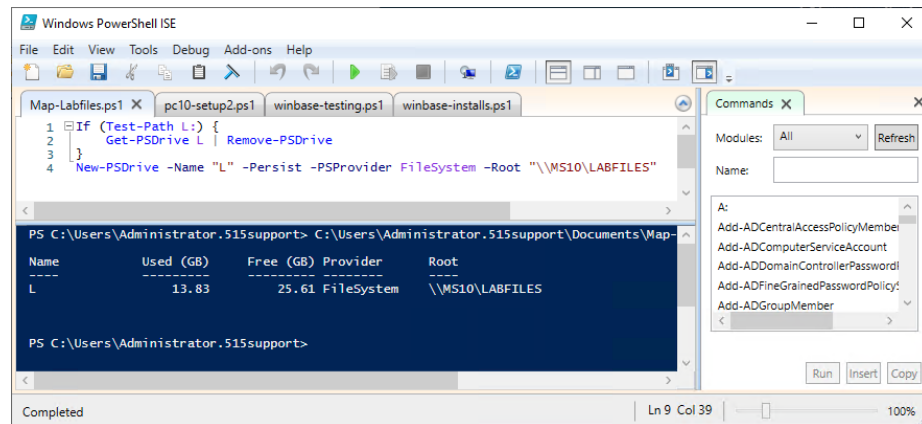 Windows PowerShell ISE
File Edit View Tools Debug Add-ons Help
Map-Labfiles.ps1 X pc10-setup2.ps1 winbase-testing.ps1 winbase-installs.ps1
1 If (Test-Path L:) {
2 Get-PSDrive L | Remove-PSDrive
3 }
4 New-PSDrive -Name "L" -Persist -PSProvider FileSystem -Root "\\MS10\LABFILES"
PS C:\Users\Administrator.515support> C:\Users\Administrator.515support\Documents\Map-
Name Used (GB) Free (GB) Provider Root
---- --------- --------- -------- ----
L 13.83 25.61 FileSystem \\MS10\LABFILES
PS C:\Users\Administrator.515support>
Commands X
Modules: All Refresh
Name:
A:
Add-ADCentralAccessPolicyMember
Add-ADComputerServiceAccount
Add-ADDomainControllerPassword
Add-ADFineGrainedPasswordPolicy
Add-ADGroupMember
Run Insert Copy
Completed Ln 9 Col 39 100%